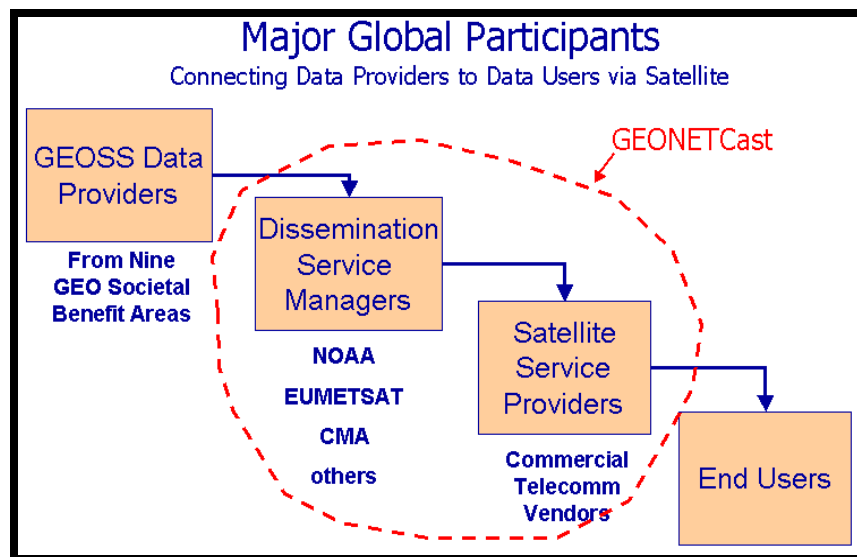 Major Global Participants
Connecting Data Providers to Data Users via Satellite
GEONETCast
GEOSS Data
Providers
From Nine
GEO Societal
Benefit Areas
Dissemination
Service
Managers
NOAA
EUMETSAT
CMA
others
Satellite
Service
Providers
Commercial
Telecomm
Vendors
End Users